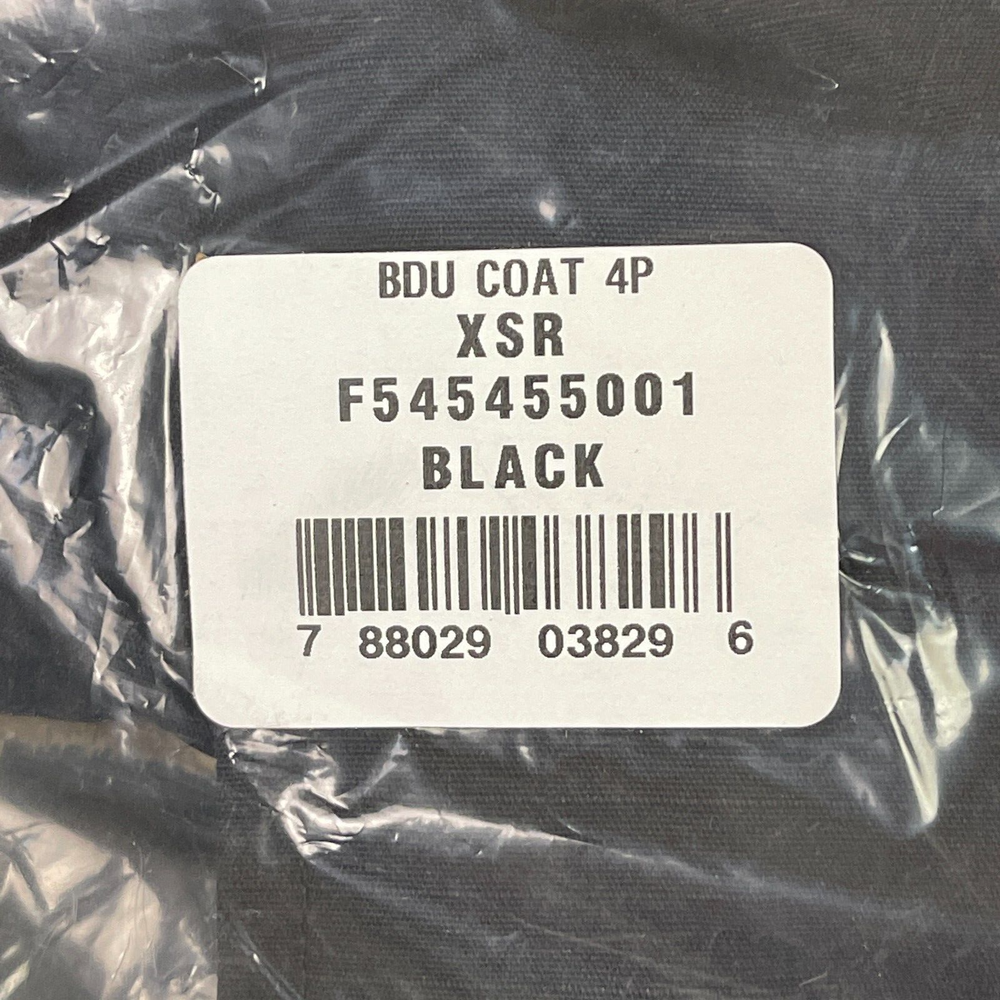 BDU COAT 4P
XSR
F545455001
BLACK
7 88029 03829 6